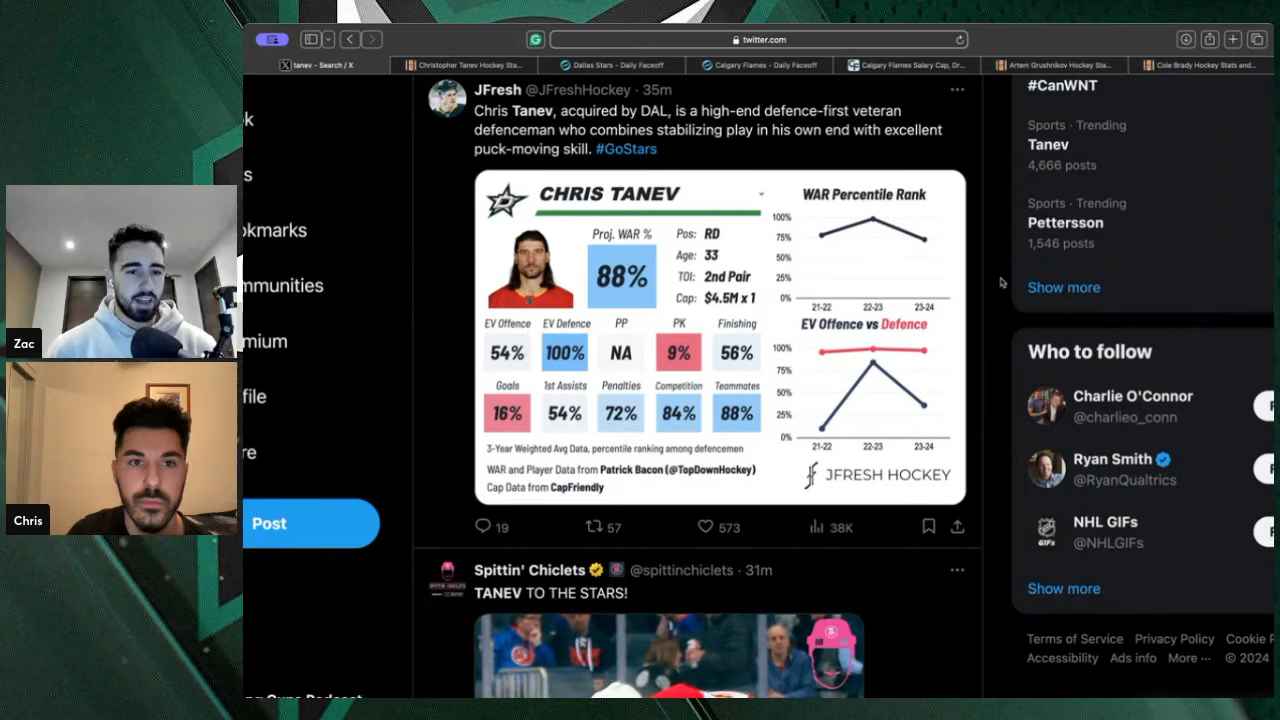 twitter.com
tanev - Search / X
Christopher Tanev Hockey Sta...
Dallas Stars - Daily Faceoff
Calgary Flames - Daily Faceoff
Calgary Flames Salary Cap, Dr...
Artem Grushnikov Hockey Sta...
Cole Brady Hockey Stats and...
Zac
Chris
okmarks
mmunities
mium
file
re
Post
JFresh @JFreshHockey · 35m
Chris Tanev, acquired by DAL, is a high-end defence-first veteran
defenceman who combines stabilizing play in his own end with excellent
puck-moving skill. #GoStars
CHRIS TANEV
Proj. WAR %
88%
Pos: RD
Age: 33
TOI: 2nd Pair
Cap: $4.5M x 1
EV Offence EV Defence PP PK Finishing
54% 100% NA 9% 56%
Goals 1st Assists Penalties Competition Teammates
16% 54% 72% 84% 88%
3-Year Weighted Avg Data, percentile ranking among defencemen
WAR and Player Data from Patrick Bacon (@TopDownHockey)
Cap Data from CapFriendly
WAR Percentile Rank
100%
75%
50%
25%
0%
21-22 22-23 23-24
EV Offence vs Defence
100%
75%
50%
25%
0%
21-22 22-23 23-24
JFRESH HOCKEY
19 57 573 38K
Spittin' Chiclets @spittinchiclets · 31m
TANEV TO THE STARS!
#CanWNT
Sports · Trending
Tanev
4,666 posts
Sports · Trending
Pettersson
1,546 posts
Show more
Who to follow
Charlie O'Connor
@charlieo_conn
Ryan Smith
@RyanQualtrics
NHL GIFs
@NHLGIFs
Show more
Terms of Service Privacy Policy Cookie P
Accessibility Ads info More ··· © 2024